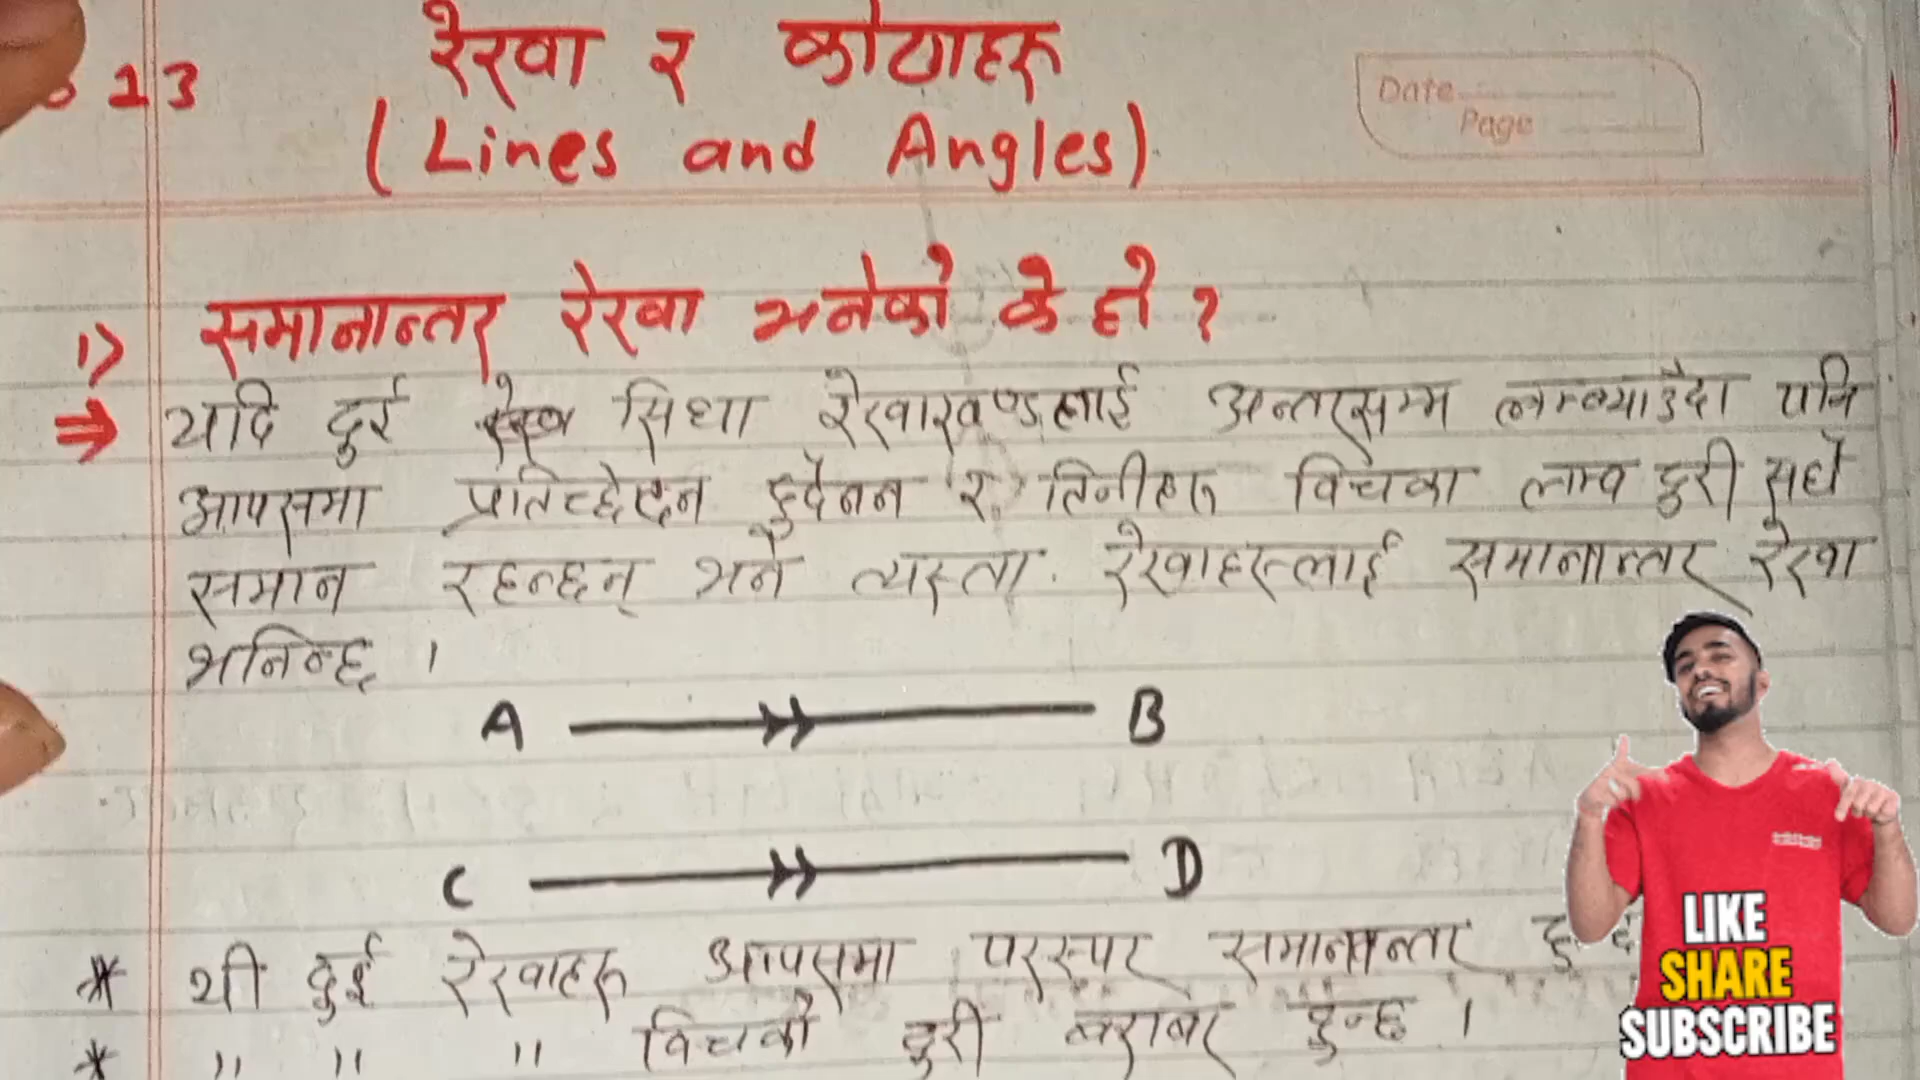 रेखा र कोणहरू
13
(Lines and Angles)
Date
Page
1> समानान्तर रेखा भनेको के हो ?
⇒ यदि दुई सिधा रेखाखण्डलाई अन्तसम्म लम्ब्याउदा पनि
आपसमा प्रतिच्छेदन हुदैनन र तिनीहरू विचका लाम्व दुरी सधै
समान रहन्छन् भने त्यस्ता रेखाहरूलाई समानान्तर रेखा
भनिन्छ ।
A B
C D
* यी दुई रेखाहरू आपसमा परस्पर समानान्तर
* " " " विचको दुरी बराबर हुन्छ ।
LIKE
SHARE
SUBSCRIBE